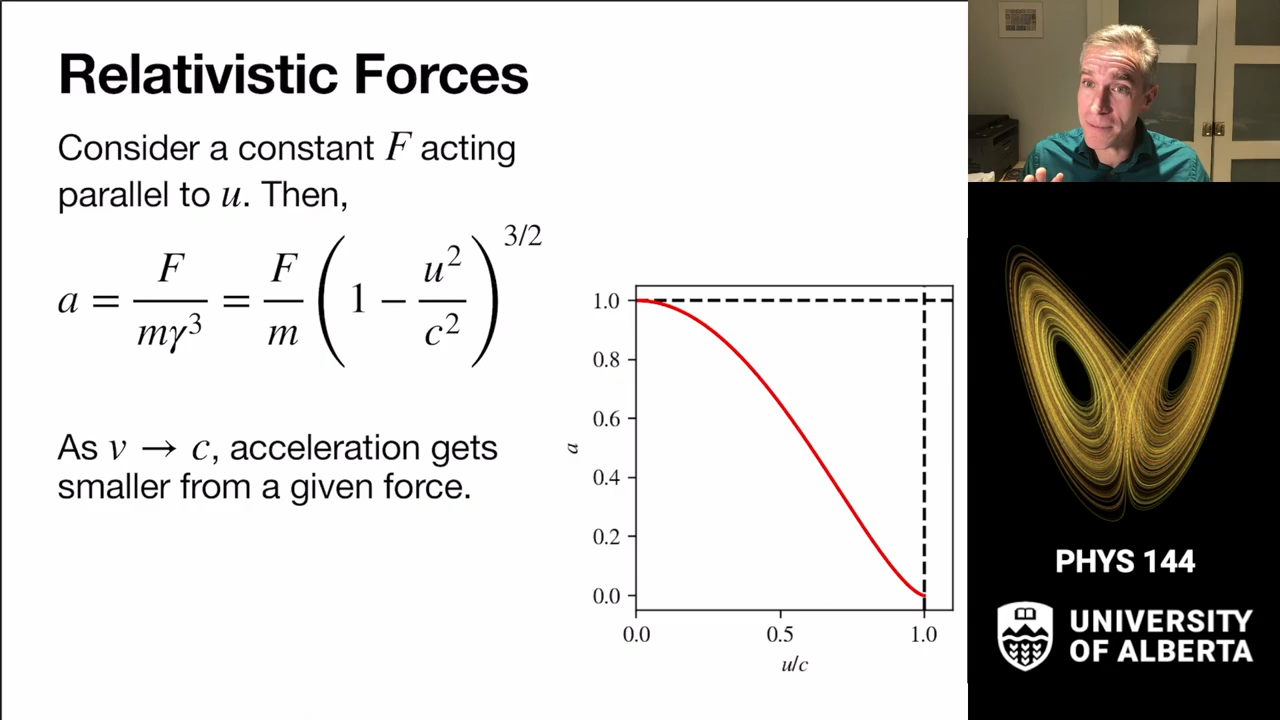 Relativistic Forces
Consider a constant F acting
parallel to u. Then,
a = F/(mγ³) = F/m (1 − u²/c²)^{3/2}
As v → c, acceleration gets
smaller from a given force.
1.0
0.8
0.6
0.4
0.2
0.0
a
0.0 0.5 1.0
u/c
PHYS 144
UNIVERSITY
OF ALBERTA